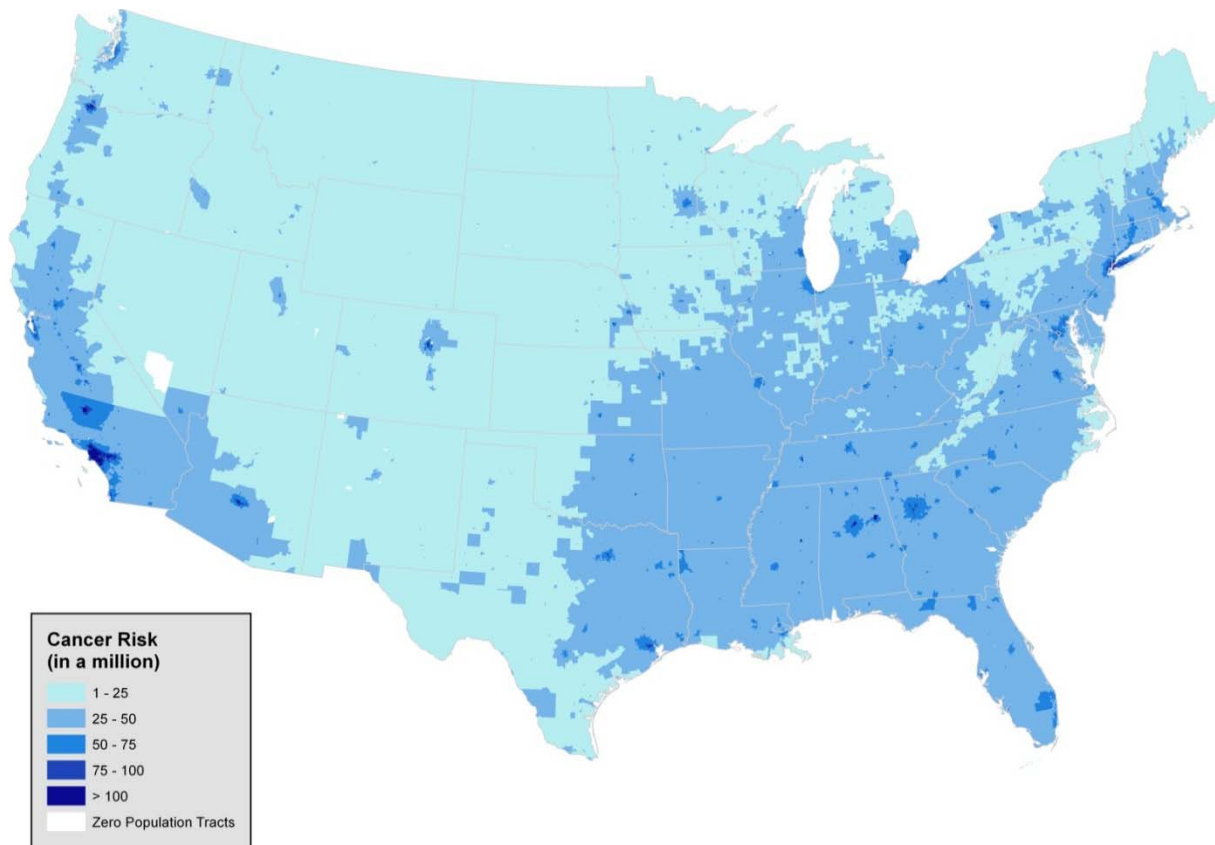 Cancer Risk
(in a million)
1 - 25
25 - 50
50 - 75
75 - 100
> 100
Zero Population Tracts